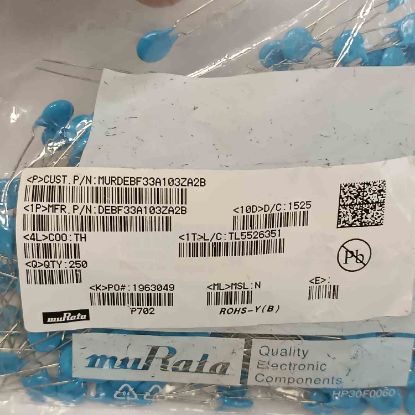 <P>CUST.P/N:MURDEBF33A103ZA2B
<1P>MFR.P/N:DEBF33A103ZA2B
<10D>D/C:1525
<4L>COO:TH
<1T>L/C:TL5526351
<Q>QTY:250
Pb
<K>PO#:1963049
<ML>MSL:N
<E>:
muRata
P702
ROHS-Y(B)
muRata
Quality
Electronic
Components
HP30F0060